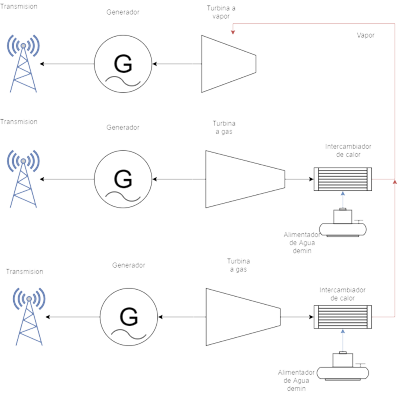 Transmision
Generador
Turbina a
vapor
Vapor
G
Transmision
Generador
Turbina
a gas
Intercambiador
de calor
G
Alimentador
de Agua
demin
Transmision
Generador
Turbina
a gas
Intercambiador
de calor
G
Alimentador
de Agua
demin